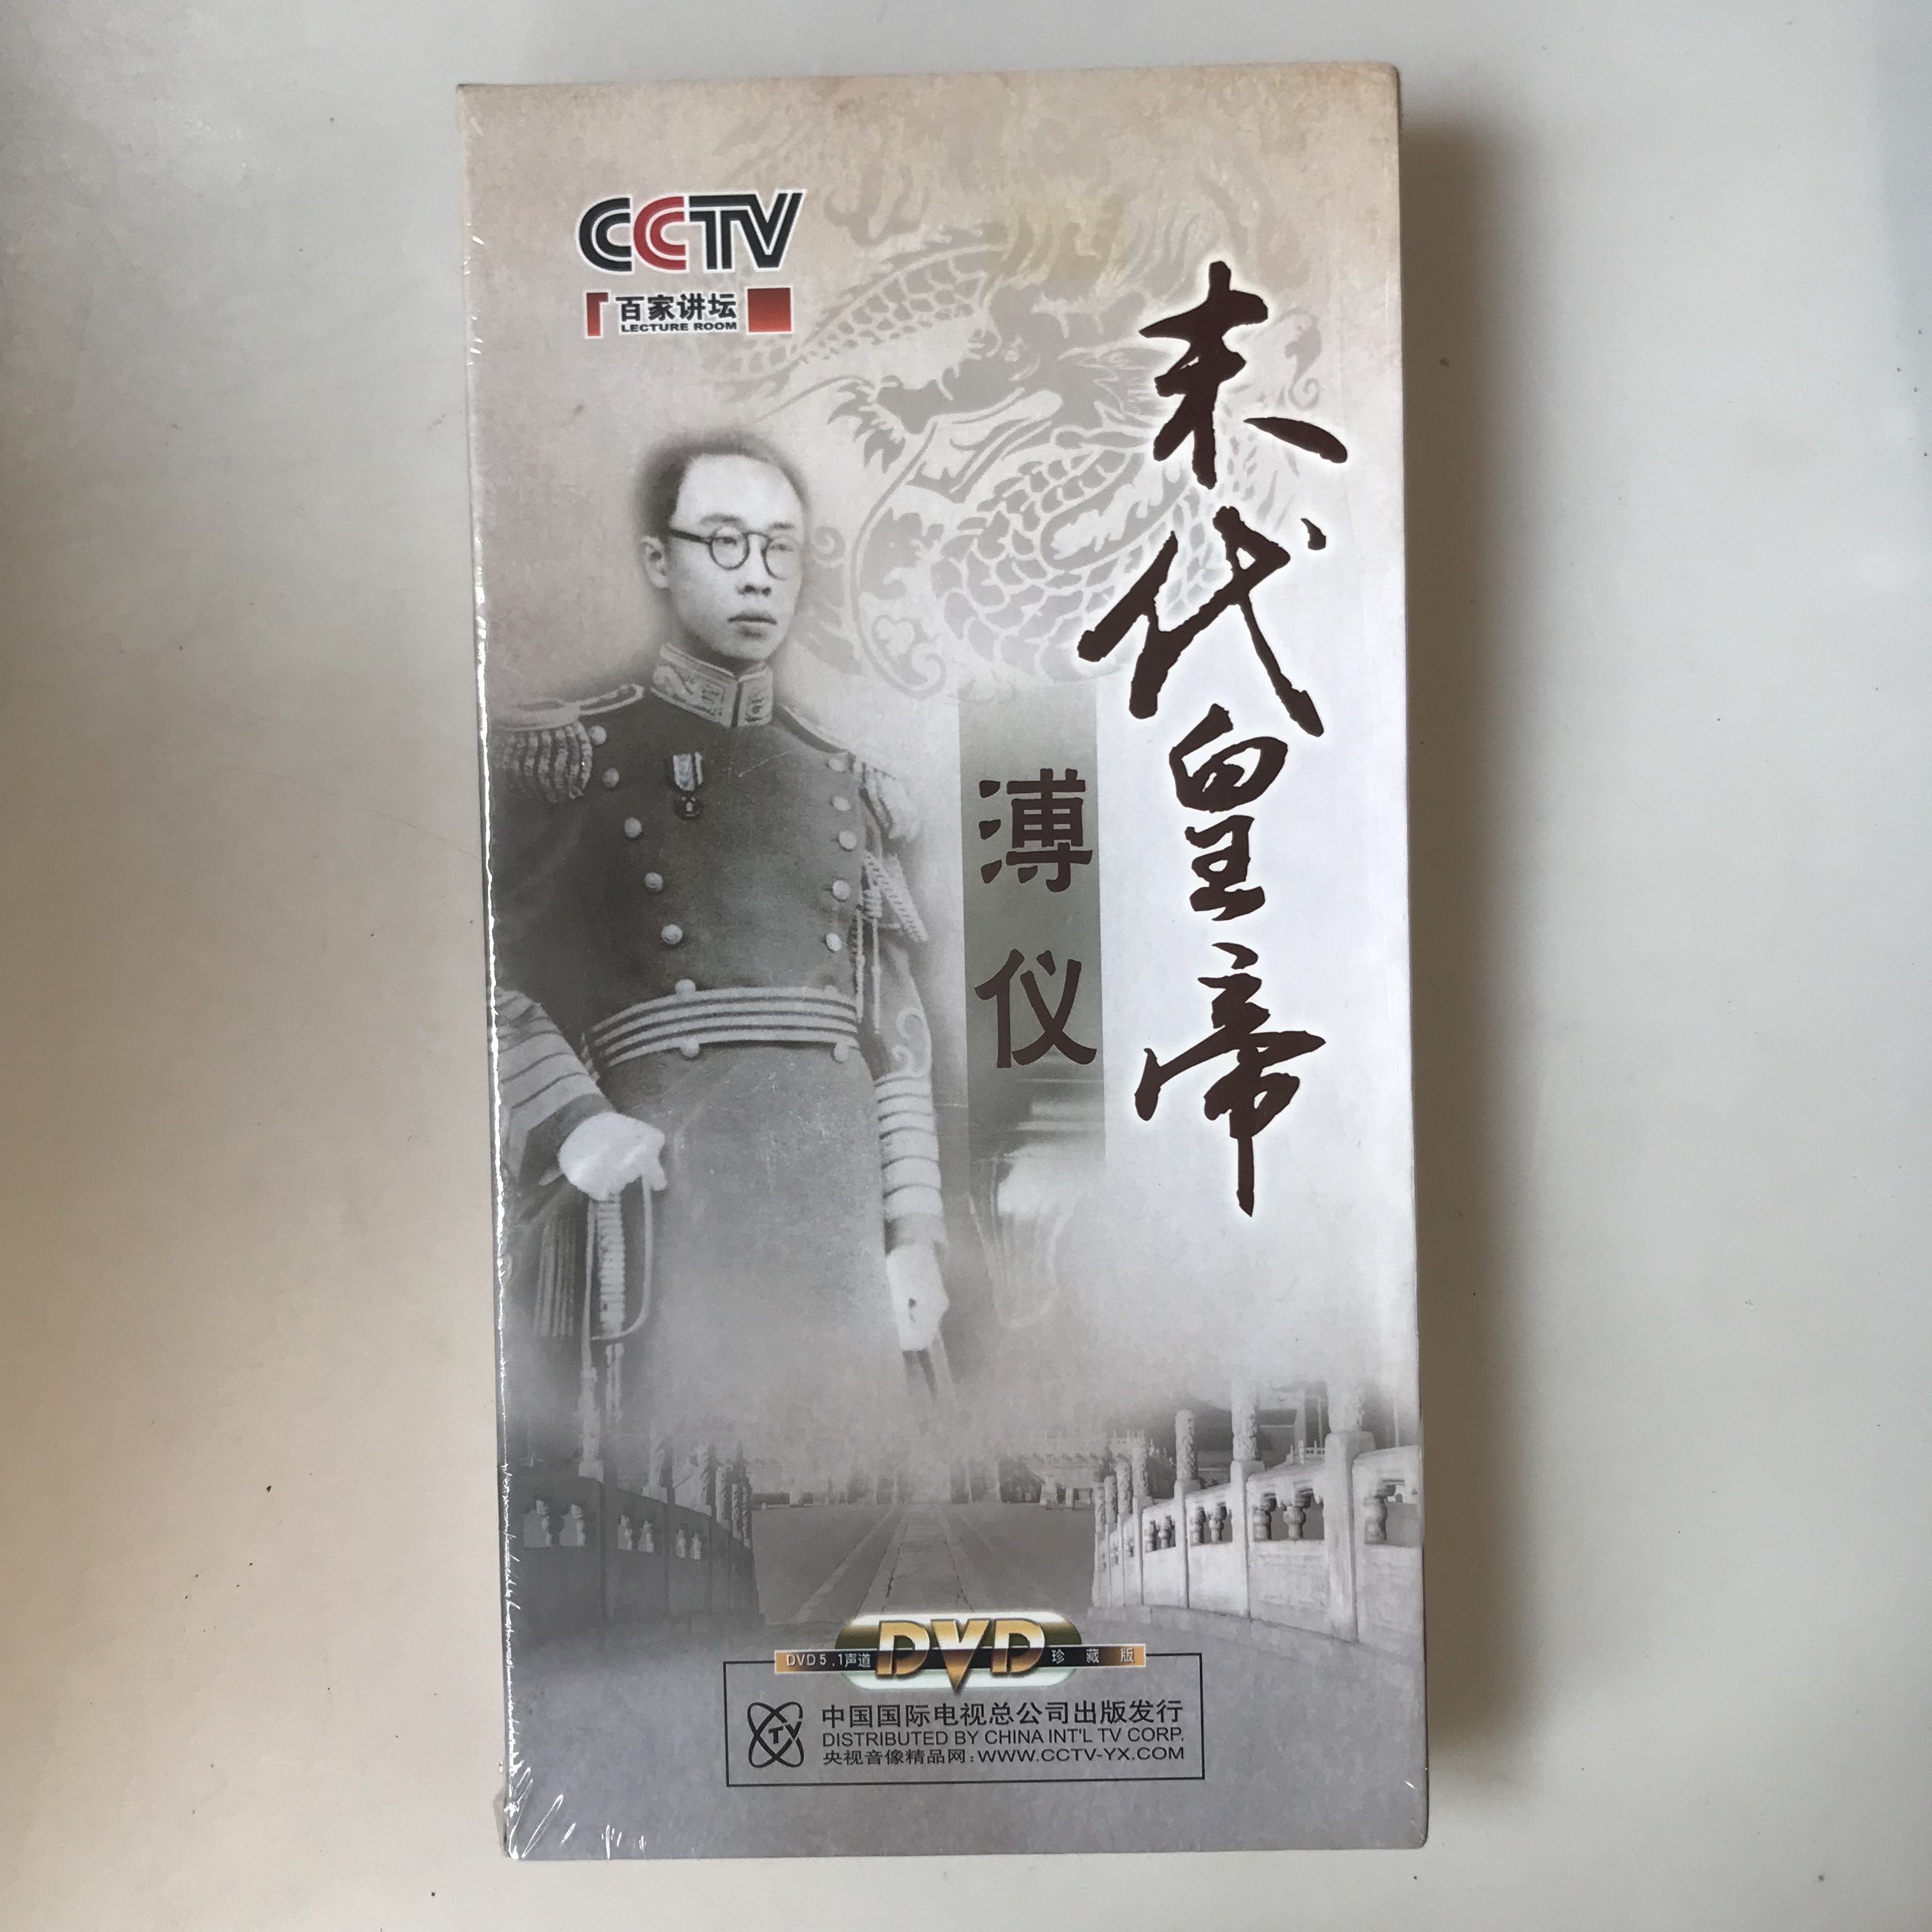 CCTV
百家讲坛
LECTURE ROOM
末代皇帝
溥仪
DVD5.1声道 DVD 珍藏版
中国国际电视总公司出版发行
DISTRIBUTED BY CHINA INT'L TV CORP.
央视音像精品网:WWW.CCTV-YX.COM
TV